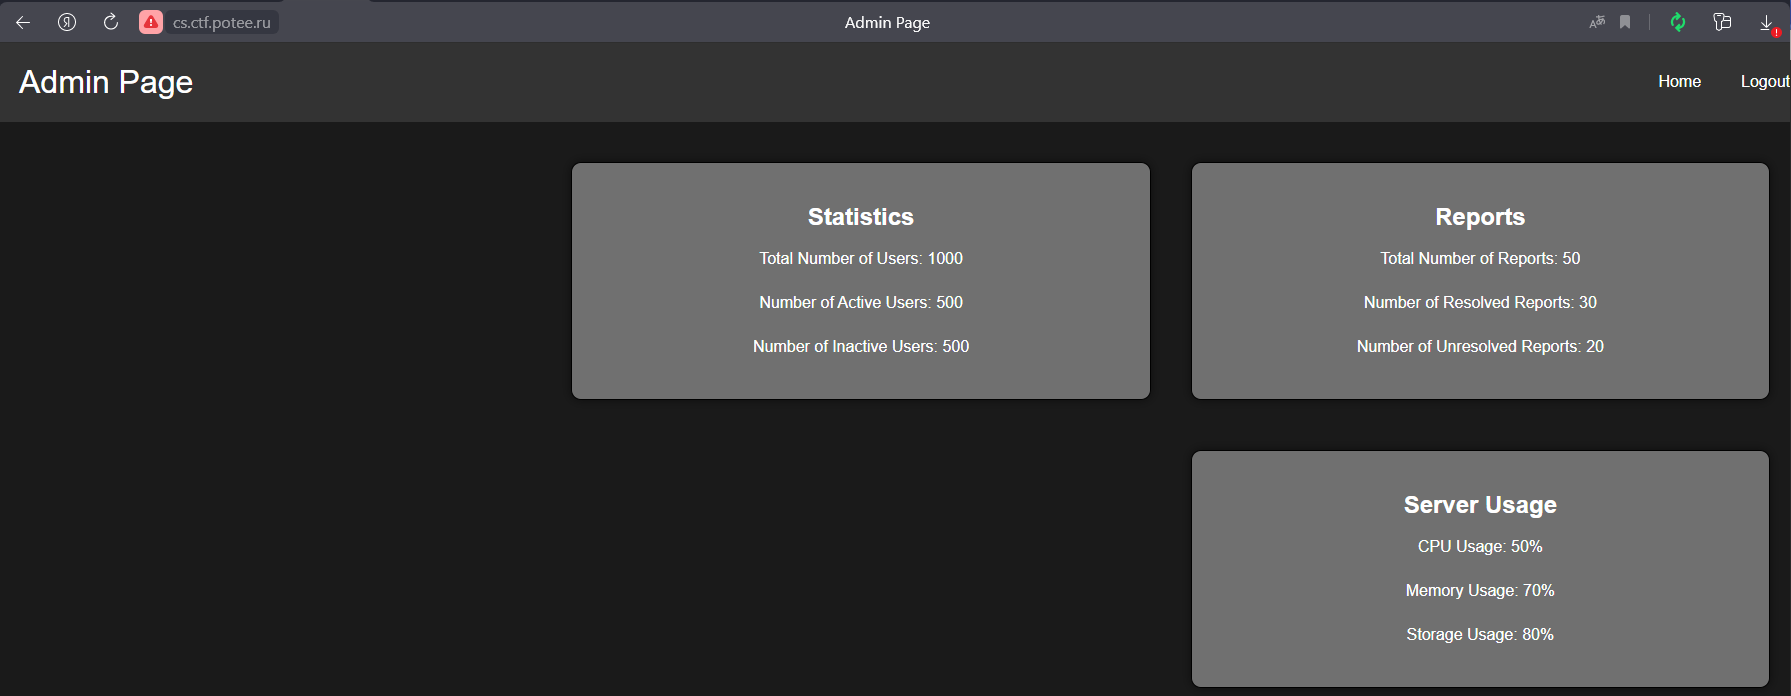 Я
cs.ctf.potee.ru
Admin Page
Aあ
!
Admin Page
Home
Logout
Statistics
Total Number of Users: 1000
Number of Active Users: 500
Number of Inactive Users: 500
Reports
Total Number of Reports: 50
Number of Resolved Reports: 30
Number of Unresolved Reports: 20
Server Usage
CPU Usage: 50%
Memory Usage: 70%
Storage Usage: 80%